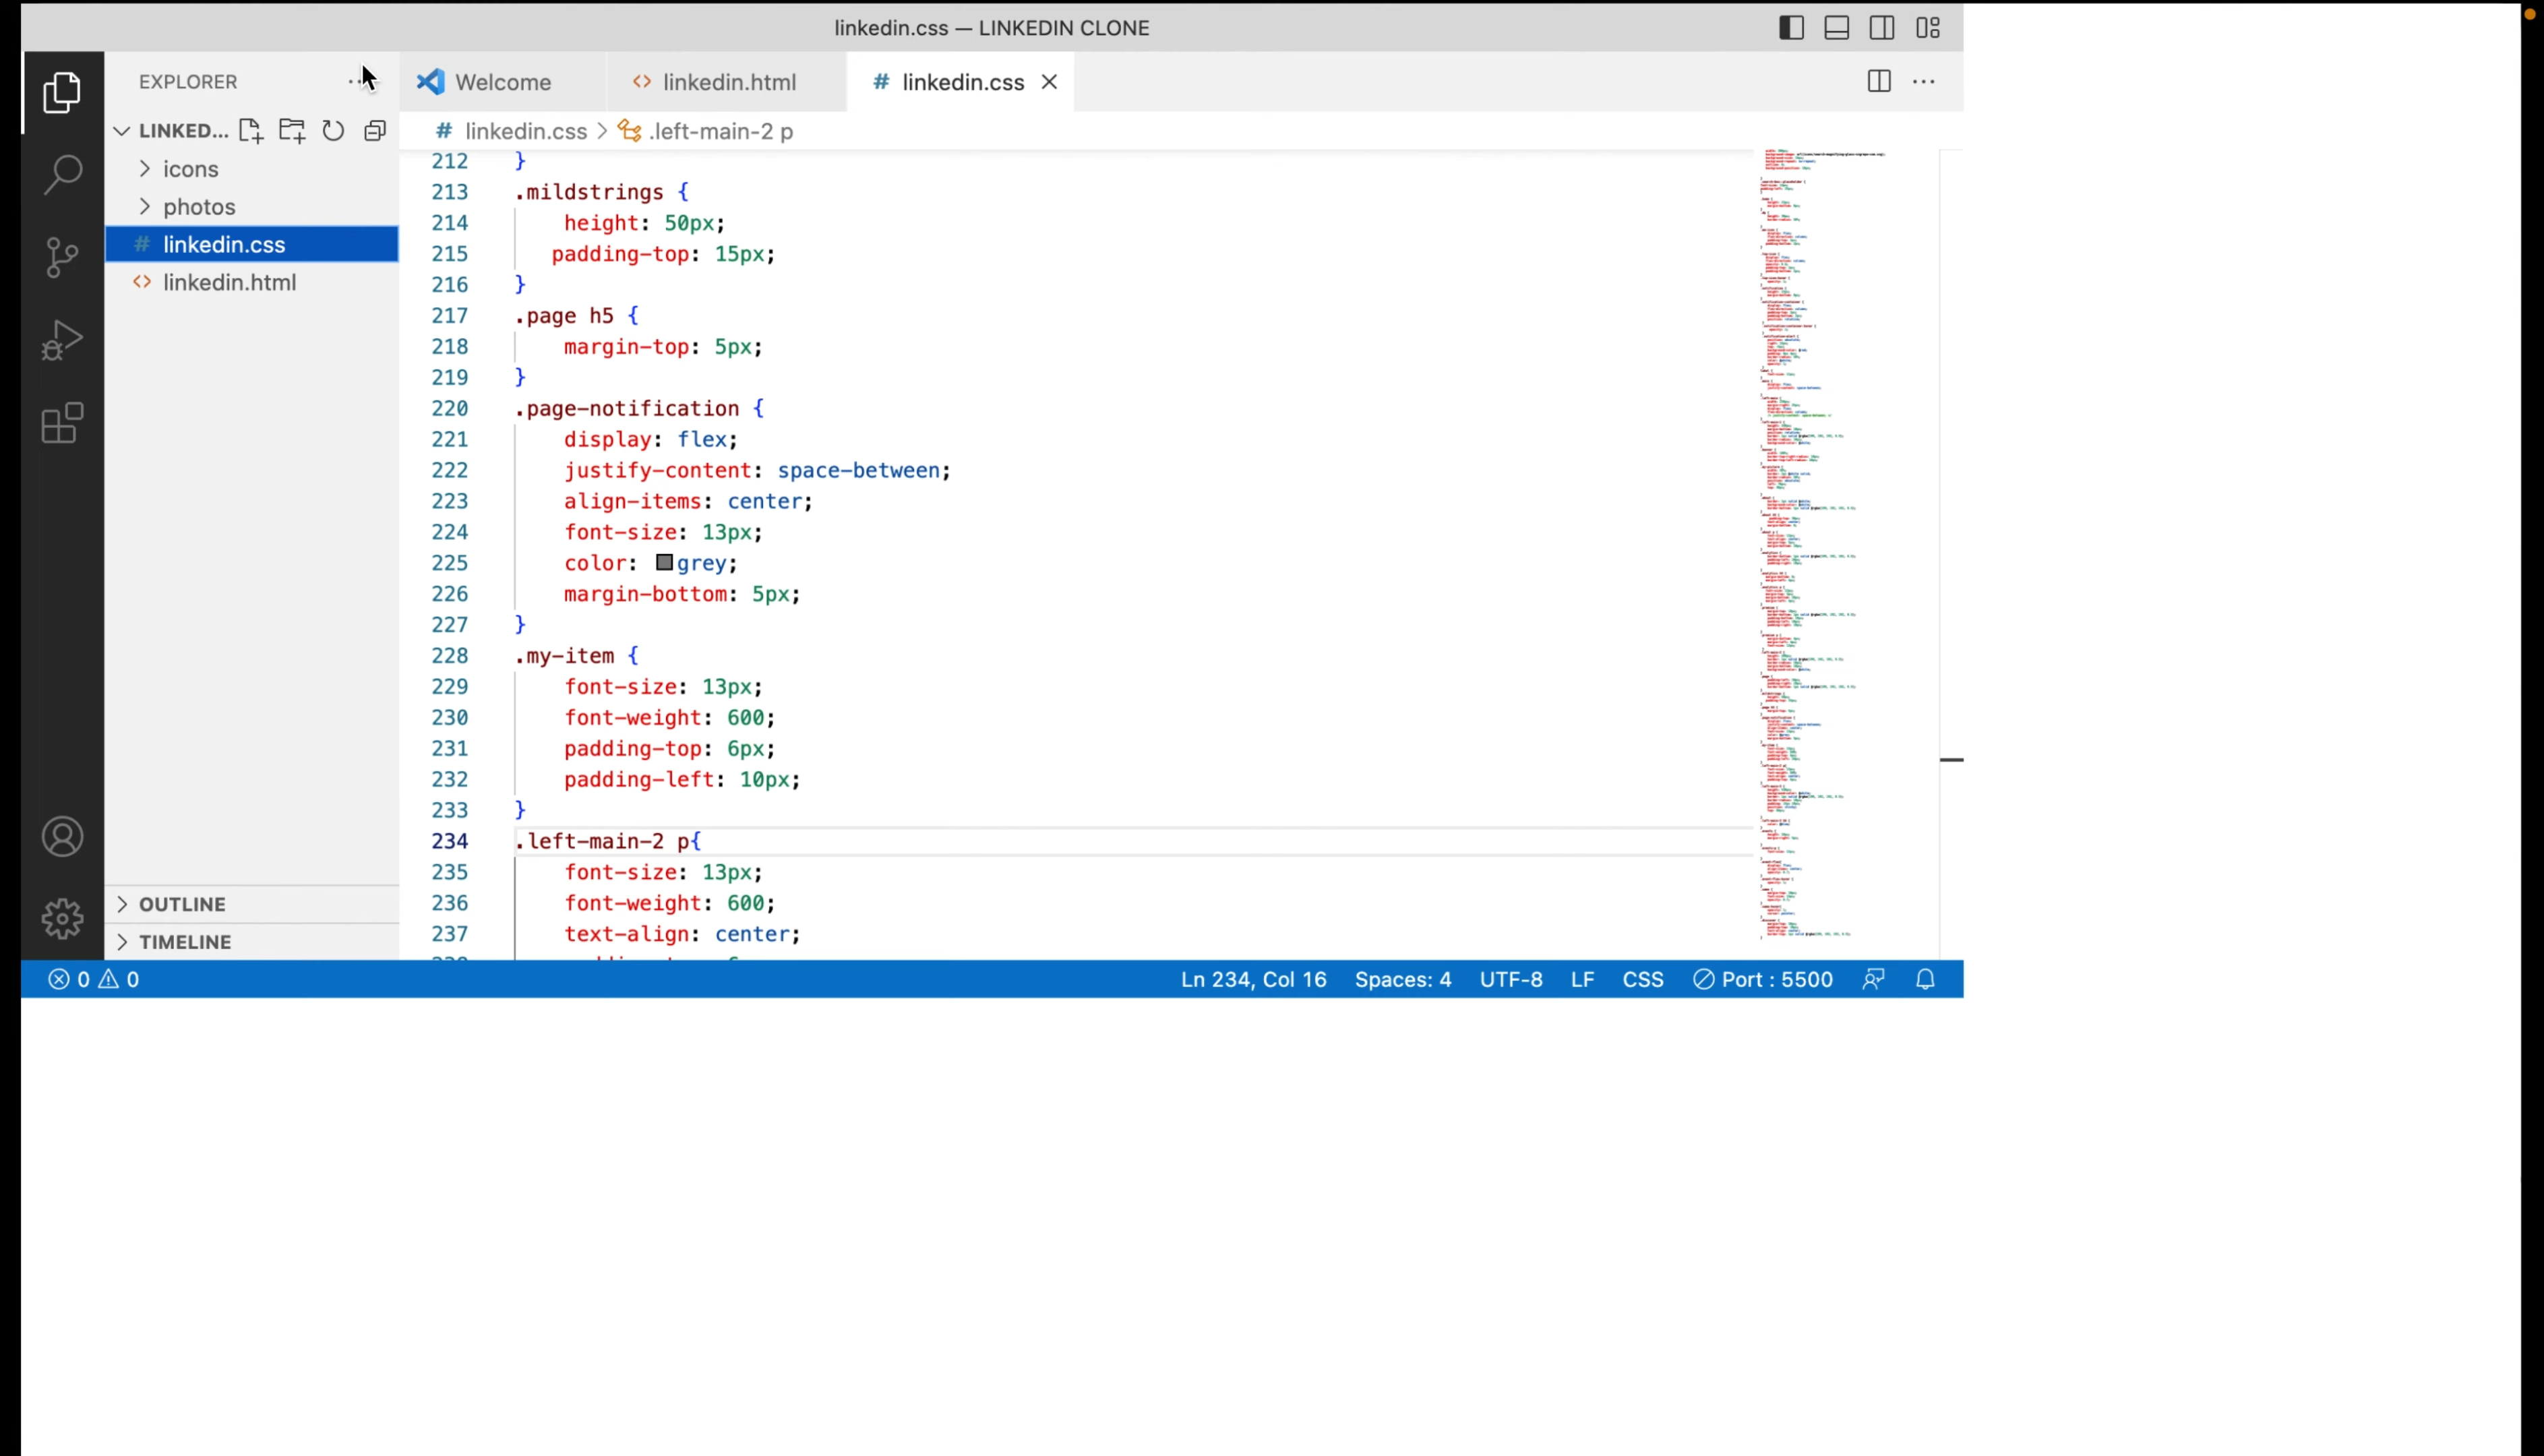 linkedin.css — LINKEDIN CLONE
EXPLORER
LINKED...
icons
photos
# linkedin.css
<> linkedin.html
OUTLINE
TIMELINE
Welcome
<> linkedin.html
# linkedin.css
# linkedin.css > .left-main-2 p
212 }
213 .mildstrings {
214 height: 50px;
215 padding-top: 15px;
216 }
217 .page h5 {
218 margin-top: 5px;
219 }
220 .page-notification {
221 display: flex;
222 justify-content: space-between;
223 align-items: center;
224 font-size: 13px;
225 color: grey;
226 margin-bottom: 5px;
227 }
228 .my-item {
229 font-size: 13px;
230 font-weight: 600;
231 padding-top: 6px;
232 padding-left: 10px;
233 }
234 .left-main-2 p{
235 font-size: 13px;
236 font-weight: 600;
237 text-align: center;
0 0
Ln 234, Col 16 Spaces: 4 UTF-8 LF CSS Port : 5500